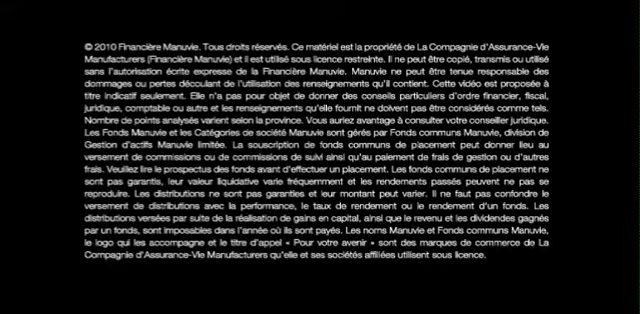 © 2010 Financière Manuvie. Tous droits réservés. Ce matériel est la propriété de La Compagnie d'Assurance-Vie
Manufacturers (Financière Manuvie) et il est utilisé sous licence restreinte. Il ne peut être copié, transmis ou utilisé
sans l'autorisation écrite expresse de la Financière Manuvie. Manuvie ne peut être tenue responsable des
dommages ou pertes découlant de l'utilisation des renseignements qu'il contient. Cette vidéo est proposée à
titre indicatif seulement. Elle n'a pas pour objet de donner des conseils particuliers d'ordre financier, fiscal,
juridique, comptable ou autre et les renseignements qu'elle fournit ne doivent pas être considérés comme tels.
Nombre de points analysés varient selon la province. Vous auriez avantage à consulter votre conseiller juridique.
Les Fonds Manuvie et les Catégories de société Manuvie sont gérés par Fonds communs Manuvie, division de
Gestion d'actifs Manuvie limitée. La souscription de fonds communs de placement peut donner lieu au
versement de commissions ou de commissions de suivi ainsi qu'au paiement de frais de gestion ou d'autres
frais. Veuillez lire le prospectus des fonds avant d'effectuer un placement. Les fonds communs de placement ne
sont pas garantis, leur valeur liquidative varie fréquemment et les rendements passés peuvent ne pas se
reproduire. Les distributions ne sont pas garanties et leur montant peut varier. Il ne faut pas confondre le
versement de distributions avec la performance, le taux de rendement ou le rendement d'un fonds. Les
distributions versées par suite de la réalisation de gains en capital, ainsi que le revenu et les dividendes gagnés
par un fonds, sont imposables dans l'année où ils sont payés. Les noms Manuvie et Fonds communs Manuvie,
le logo qui les accompagne et le titre d'appel « Pour votre avenir » sont des marques de commerce de La
Compagnie d'Assurance-Vie Manufacturers qu'elle et ses sociétés affiliées utilisent sous licence.